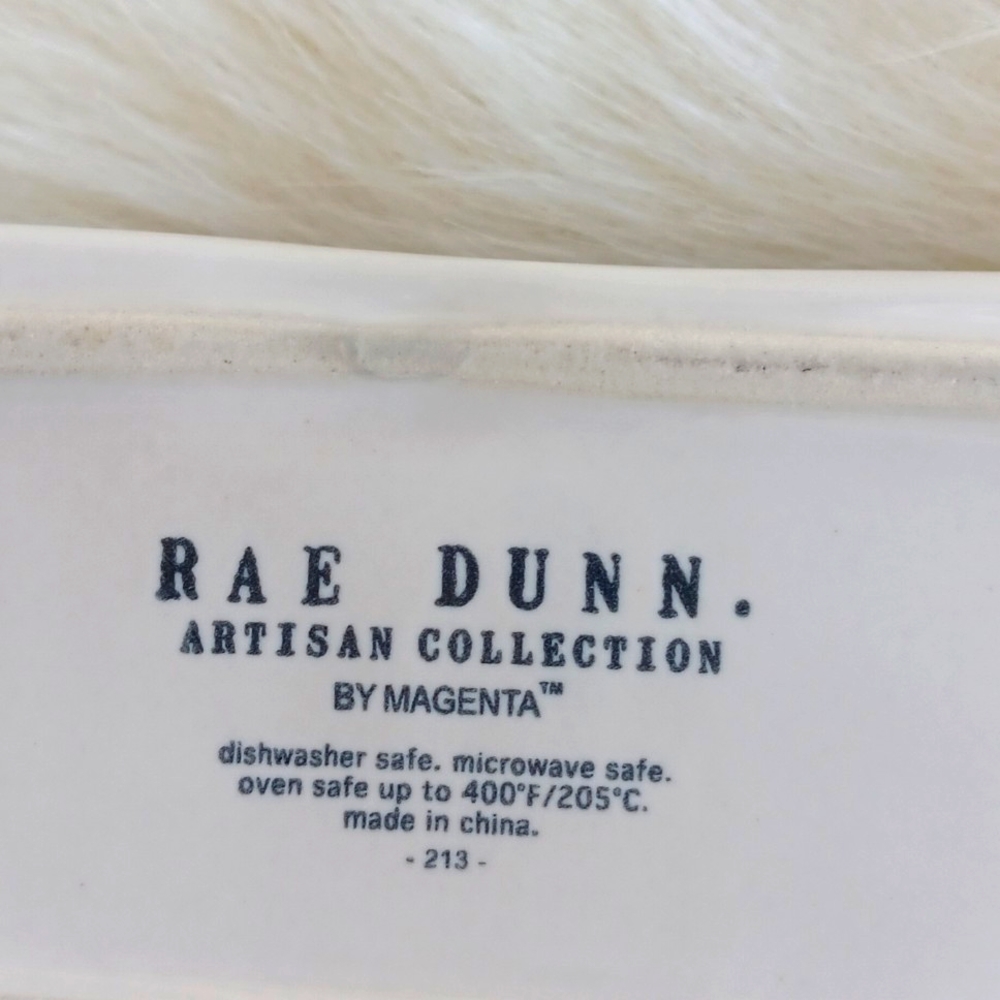 RAE DUNN.
ARTISAN COLLECTION
BY MAGENTA™
dishwasher safe. microwave safe.
oven safe up to 400°F/205°C.
made in china.
- 213 -